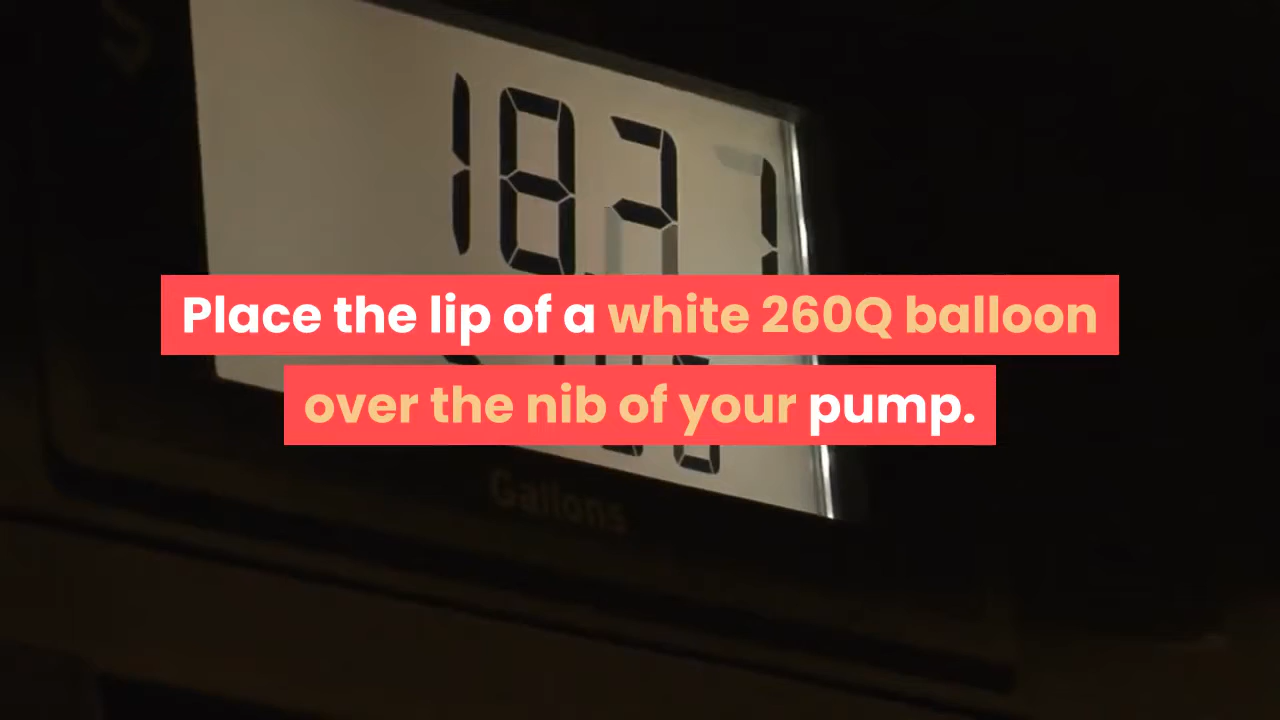 Place the lip of a white 260Q balloon
over the nib of your pump.
Gallons